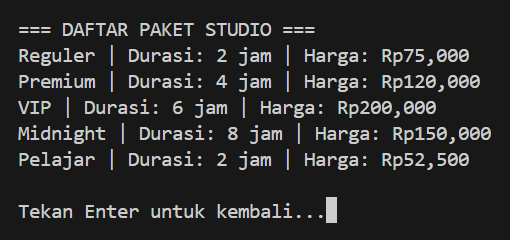 === DAFTAR PAKET STUDIO ===
Reguler | Durasi: 2 jam | Harga: Rp75,000
Premium | Durasi: 4 jam | Harga: Rp120,000
VIP | Durasi: 6 jam | Harga: Rp200,000
Midnight | Durasi: 8 jam | Harga: Rp150,000
Pelajar | Durasi: 2 jam | Harga: Rp52,500
Tekan Enter untuk kembali...